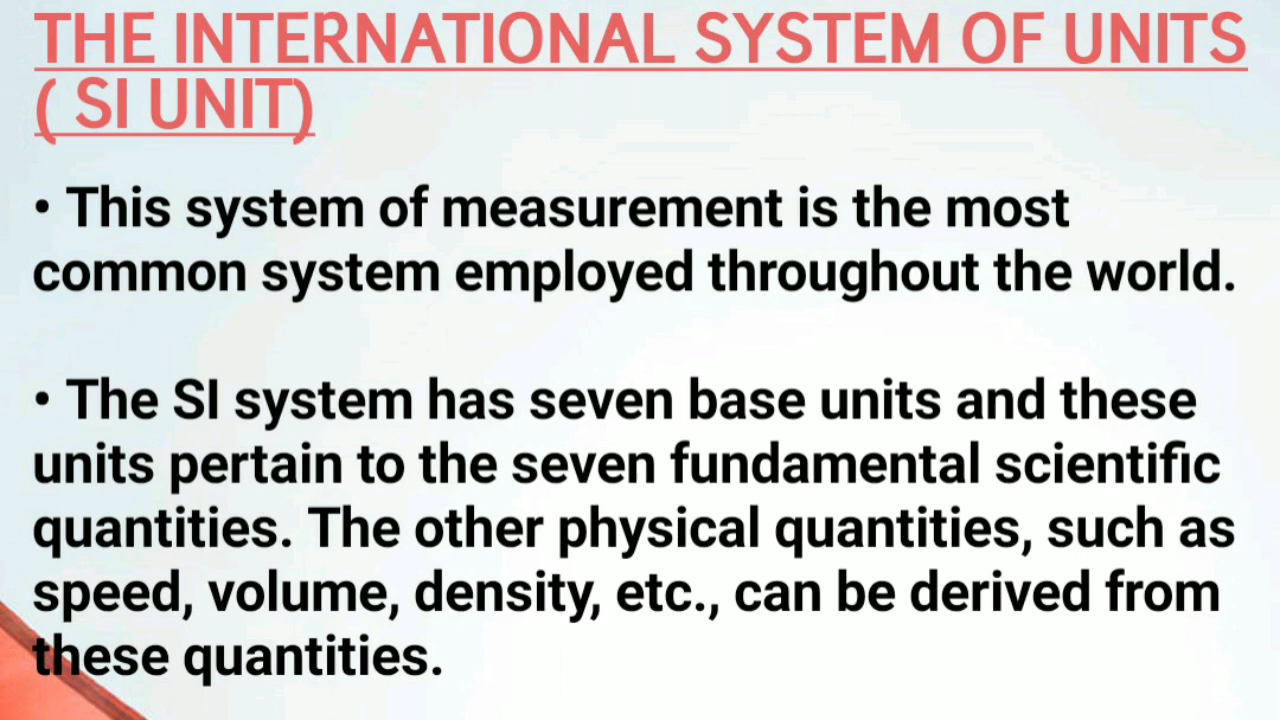 THE INTERNATIONAL SYSTEM OF UNITS
( SI UNIT)
• This system of measurement is the most
common system employed throughout the world.
• The SI system has seven base units and these
units pertain to the seven fundamental scientific
quantities. The other physical quantities, such as
speed, volume, density, etc., can be derived from
these quantities.